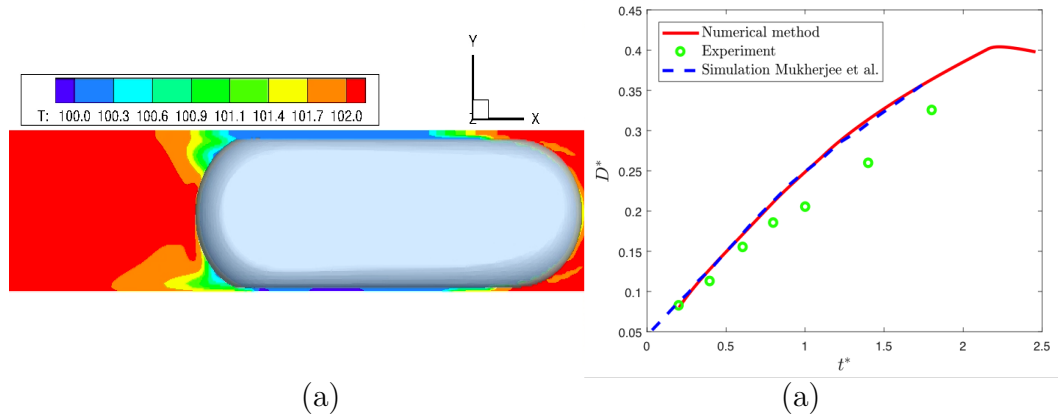 Y
Z
X
T: 100.0 100.3 100.6 100.9 101.1 101.4 101.7 102.0
(a)
0.45
0.4
0.35
0.3
0.25
0.2
0.15
0.1
0.05
D*
Numerical method
Experiment
Simulation Mukherjee et al.
0 0.5 1 1.5 2 2.5
t*
(a)